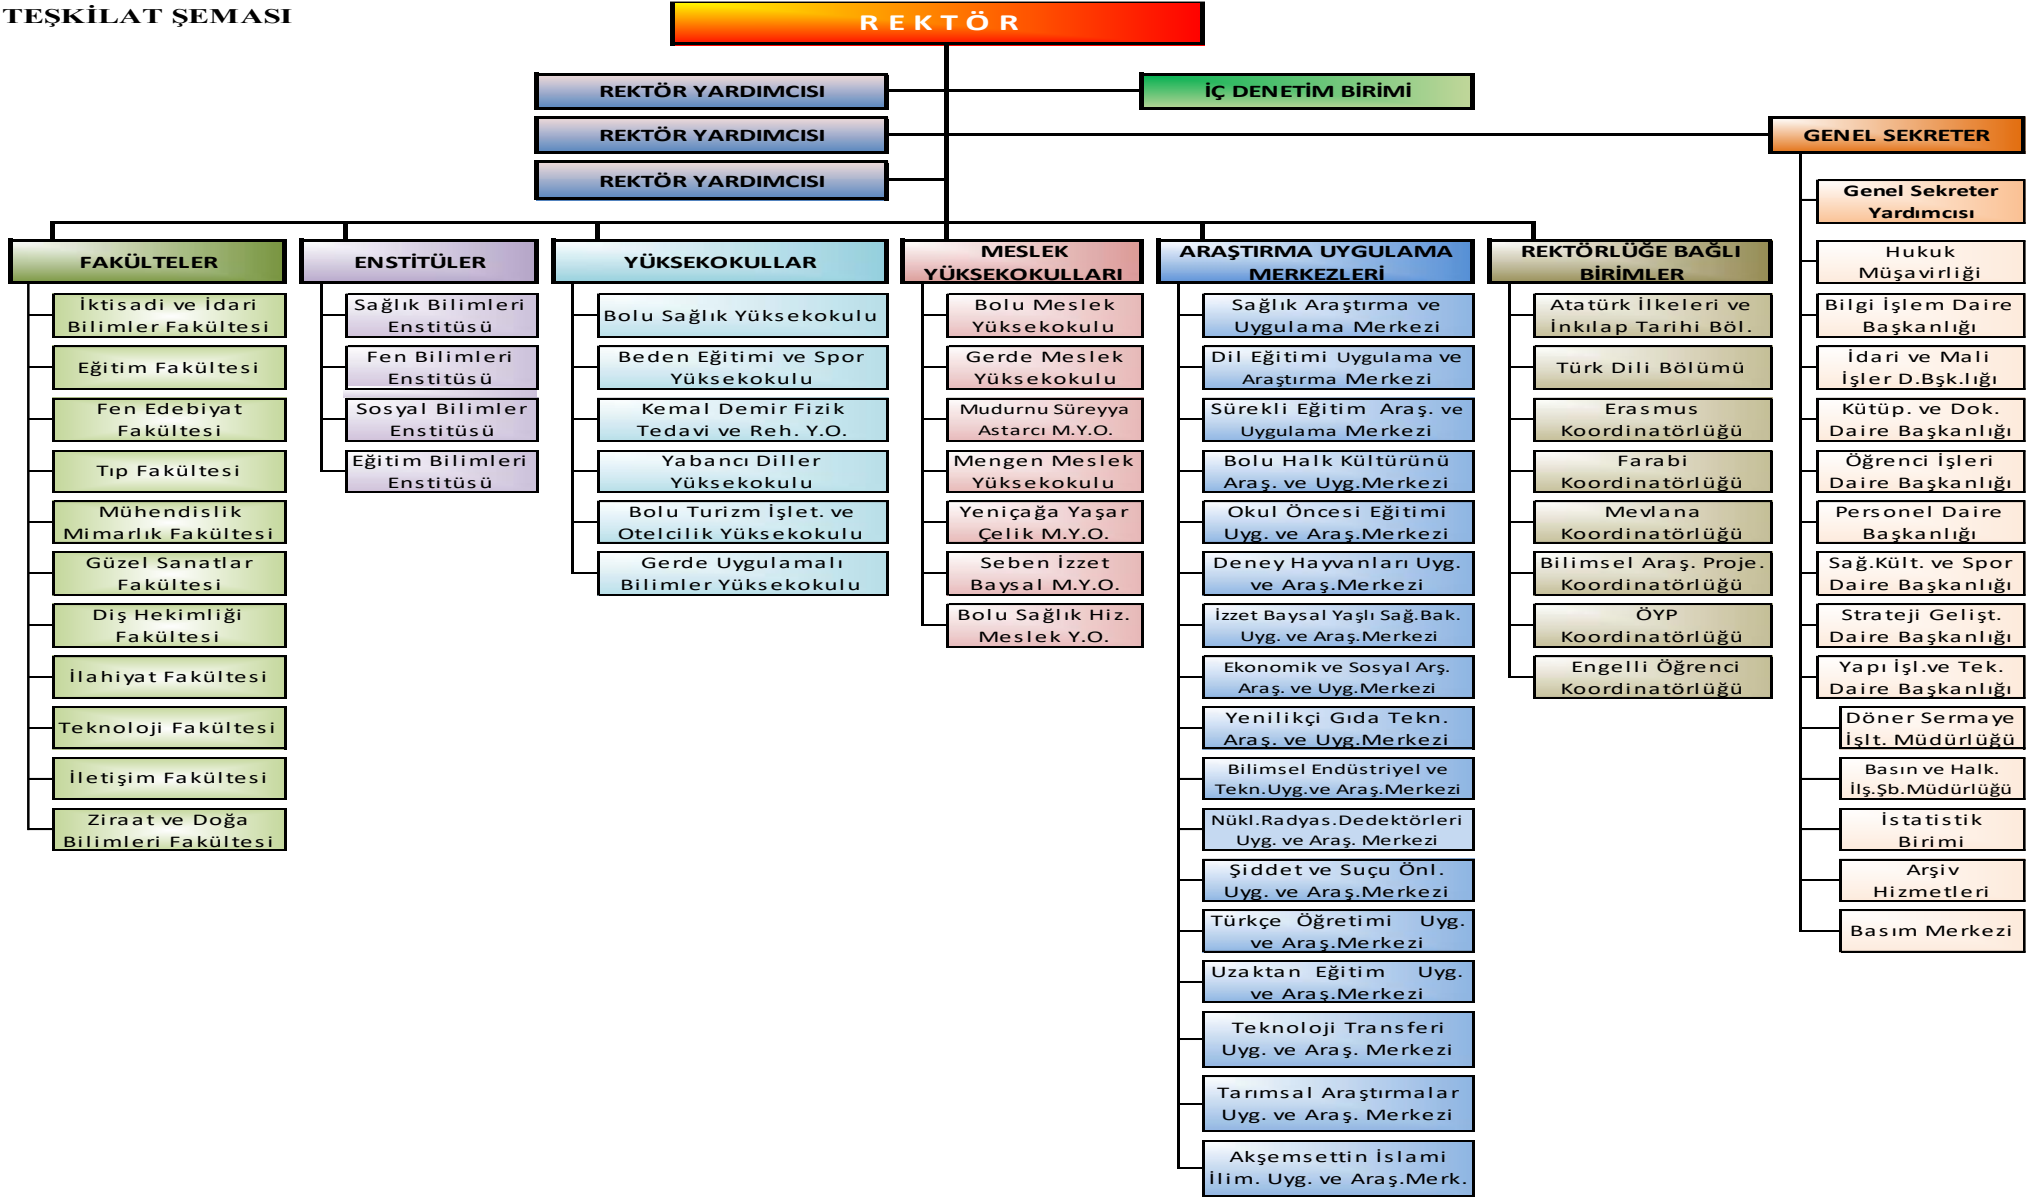 TEŞKİLAT ŞEMASI
R E K T Ö R
REKTÖR YARDIMCISI
İÇ DENETİM BİRİMİ
REKTÖR YARDIMCISI
GENEL SEKRETER
REKTÖR YARDIMCISI
FAKÜLTELER
İktisadi ve İdari
Bilimler Fakültesi
Eğitim Fakültesi
Fen Edebiyat
Fakültesi
Tıp Fakültesi
Mühendislik
Mimarlık Fakültesi
Güzel Sanatlar
Fakültesi
Diş Hekimliği
Fakültesi
İlahiyat Fakültesi
Teknoloji Fakültesi
İletişim Fakültesi
Ziraat ve Doğa
Bilimleri Fakültesi
ENSTİTÜLER
Sağlık Bilimleri
Enstitüsü
Fen Bilimleri
Enstitüsü
Sosyal Bilimler
Enstitüsü
Eğitim Bilimleri
Enstitüsü
YÜKSEKOKULLAR
Bolu Sağlık Yüksekokulu
Beden Eğitimi ve Spor
Yüksekokulu
Kemal Demir Fizik
Tedavi ve Reh. Y.O.
Yabancı Diller
Yüksekokulu
Bolu Turizm İşlet. ve
Otelcilik Yüksekokulu
Gerde Uygulamalı
Bilimler Yüksekokulu
MESLEK
YÜKSEKOKULLARI
Bolu Meslek
Yüksekokulu
Gerde Meslek
Yüksekokulu
Mudurnu Süreyya
Astarcı M.Y.O.
Mengen Meslek
Yüksekokulu
Yeniçağa Yaşar
Çelik M.Y.O.
Seben İzzet
Baysal M.Y.O.
Bolu Sağlık Hiz.
Meslek Y.O.
ARAŞTIRMA UYGULAMA
MERKEZLERİ
Sağlık Araştırma ve
Uygulama Merkezi
Dil Eğitimi Uygulama ve
Araştırma Merkezi
Sürekli Eğitim Araş. ve
Uygulama Merkezi
Bolu Halk Kültürünü
Araş. ve Uyg.Merkezi
Okul Öncesi Eğitimi
Uyg. ve Araş.Merkezi
Deney Hayvanları Uyg.
ve Araş.Merkezi
İzzet Baysal Yaşlı Sağ.Bak.
Uyg. ve Araş.Merkezi
Ekonomik ve Sosyal Arş.
Araş. ve Uyg.Merkezi
Yenilikçi Gıda Tekn.
Araş. ve Uyg.Merkezi
Bilimsel Endüstriyel ve
Tekn.Uyg.ve Araş.Merkezi
Nükl.Radyas.Dedektörleri
Uyg. ve Araş.Merkezi
Şiddet ve Suçu Önl.
Uyg. ve Araş.Merkezi
Türkçe Öğretimi Uyg.
ve Araş.Merkezi
Uzaktan Eğitim Uyg.
ve Araş.Merkezi
Teknoloji Transferi
Uyg. ve Araş. Merkezi
Tarımsal Araştırmalar
Uyg. ve Araş. Merkezi
Akşemsettin İslami
İlim. Uyg. ve Araş.Merk.
REKTÖRLÜĞE BAĞLI
BİRİMLER
Atatürk İlkeleri ve
İnkılap Tarihi Böl.
Türk Dili Bölümü
Erasmus
Koordinatörlüğü
Farabi
Koordinatörlüğü
Mevlana
Koordinatörlüğü
Bilimsel Araş. Proje.
Koordinatörlüğü
ÖYP
Koordinatörlüğü
Engelli Öğrenci
Koordinatörlüğü
Genel Sekreter
Yardımcısı
Hukuk
Müşavirliği
Bilgi İşlem Daire
Başkanlığı
İdari ve Mali
İşler D.Bşk.lığı
Kütüp. ve Dok.
Daire Başkanlığı
Öğrenci İşleri
Daire Başkanlığı
Personel Daire
Başkanlığı
Sağ.Kült. ve Spor
Daire Başkanlığı
Strateji Gelişt.
Daire Başkanlığı
Yapı İşl.ve Tek.
Daire Başkanlığı
Döner Sermaye
İşlt. Müdürlüğü
Basın ve Halk.
İlş.Şb.Müdürlüğü
İstatistik
Birimi
Arşiv
Hizmetleri
Basım Merkezi